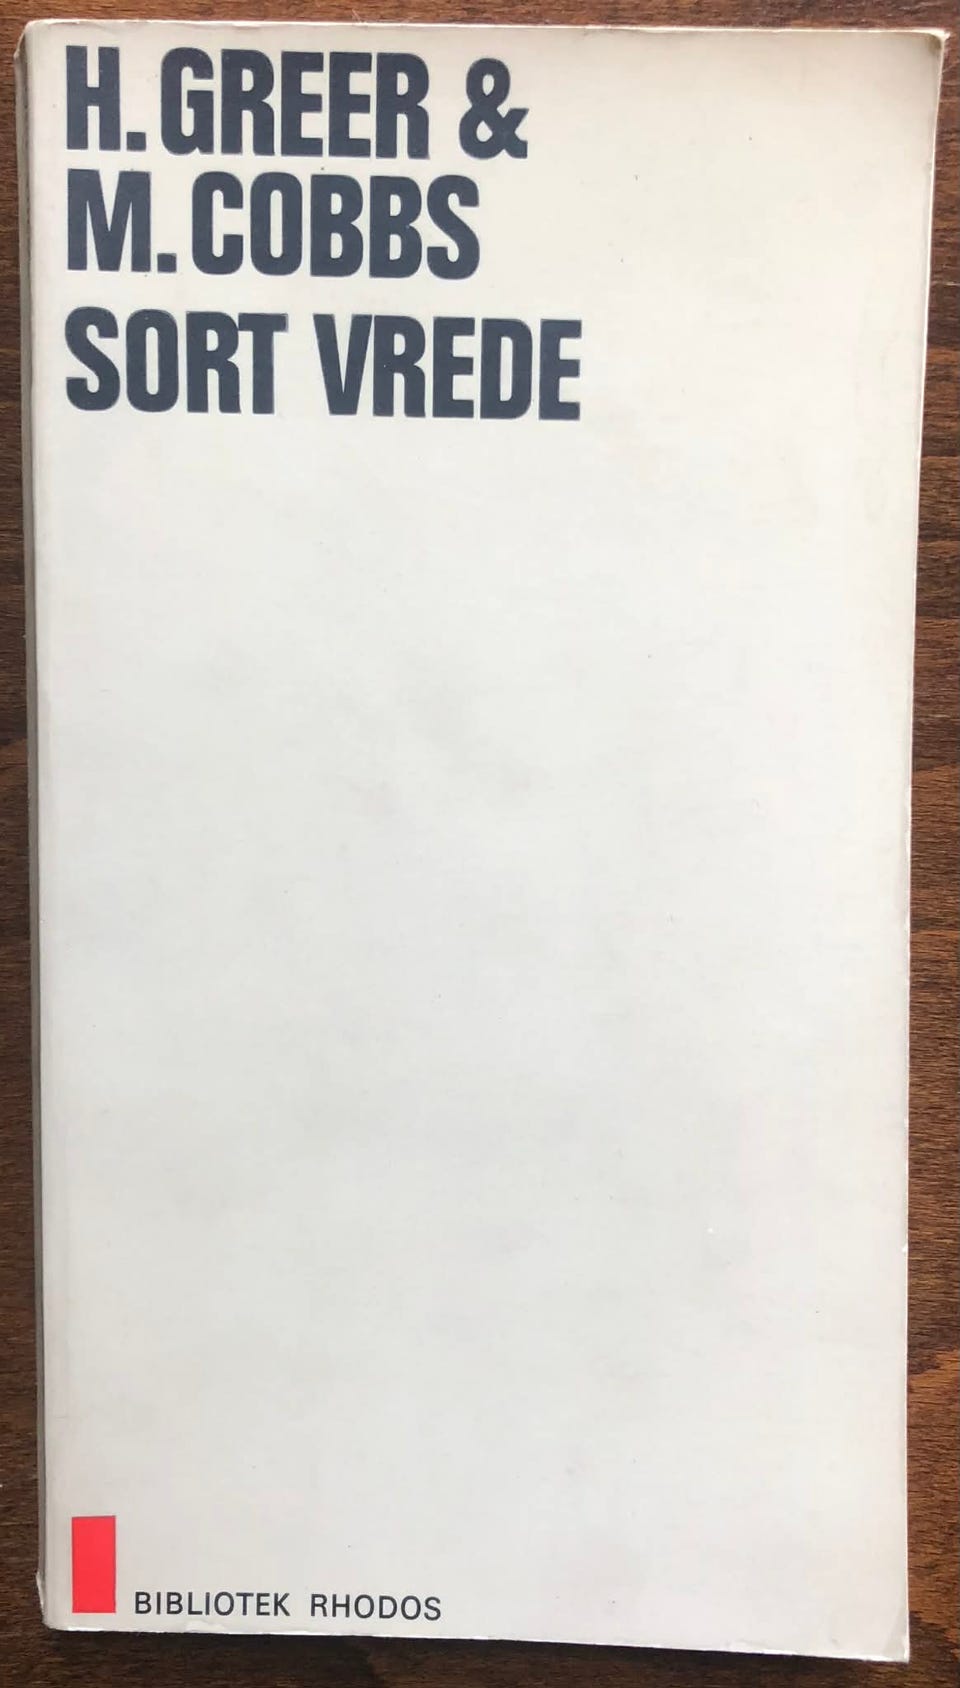 H. GREER &
M. COBBS
SORT VREDE
BIBLIOTEK RHODOS